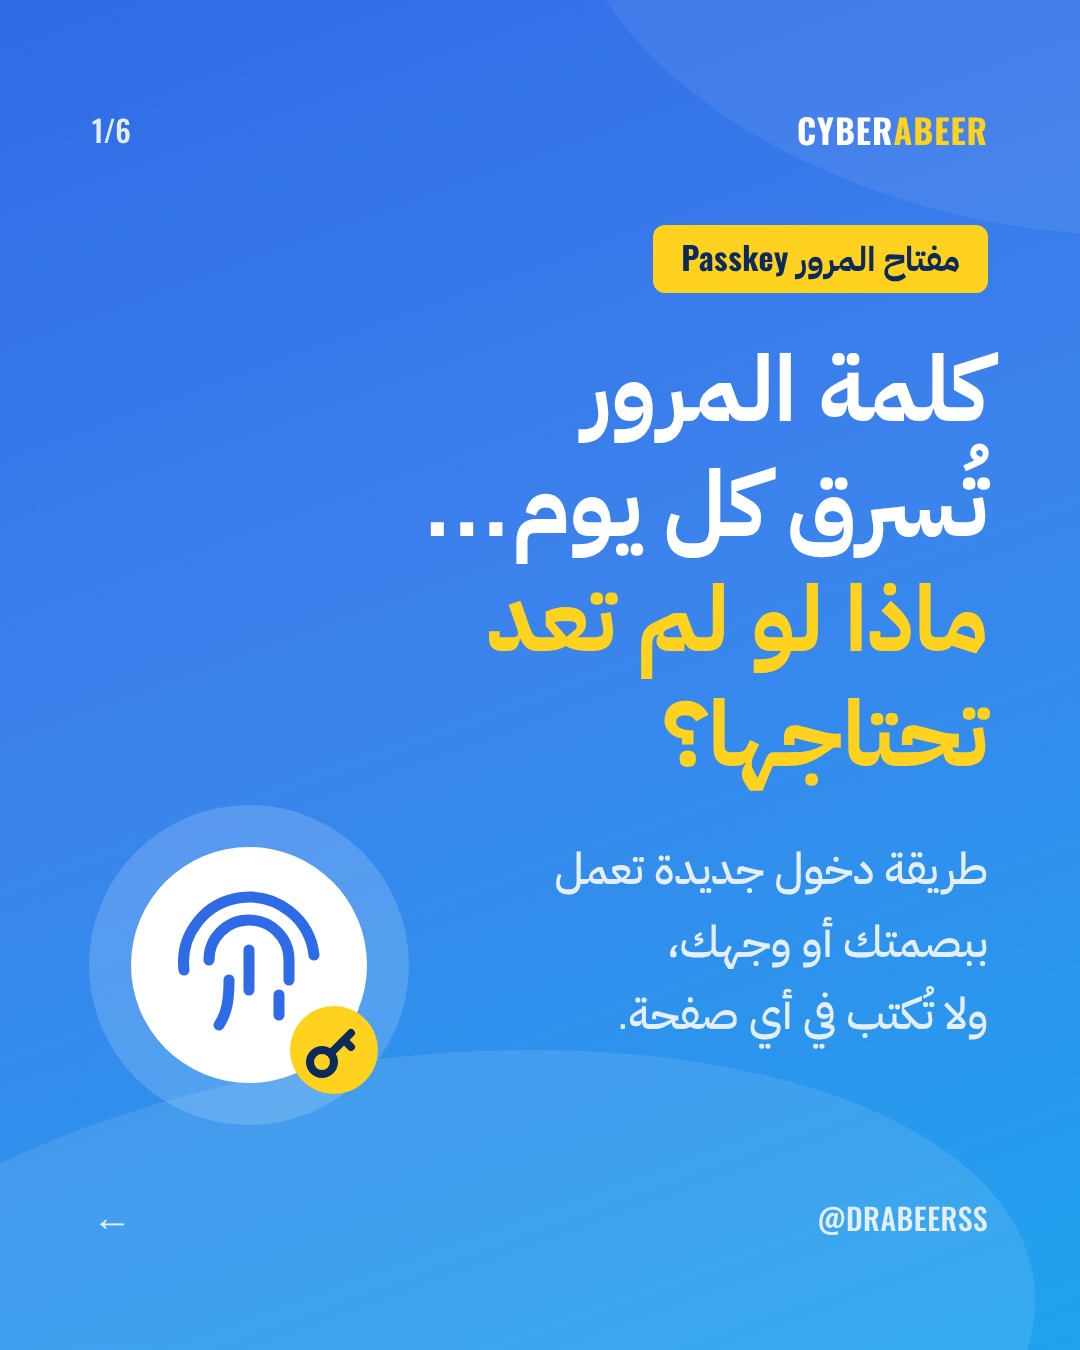 CYBERABEER
1/6
مفتاح المرور Passkey
كلمة المرور
تُسرق كل يوم...
ماذا لو لم تعد
تحتاجها؟
طريقة دخول جديدة تعمل
ببصمتك أو وجهك،
ولا تُكتب في أي صفحة.
@DRABEERSS
←